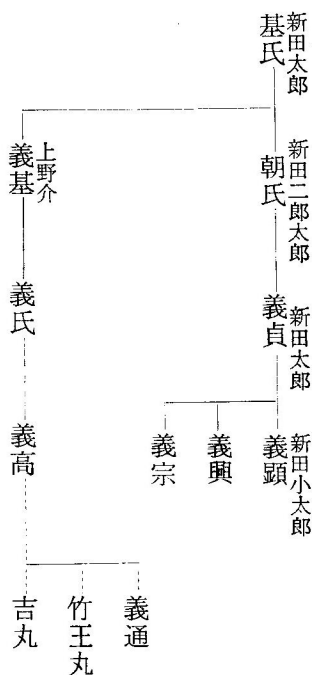 新田太郎
基氏
新田二郎太郎
朝氏
新田太郎
義貞
新田小太郎
義顕
義興
義宗
上野介
義基
義氏
義高
義通
竹王丸
吉丸